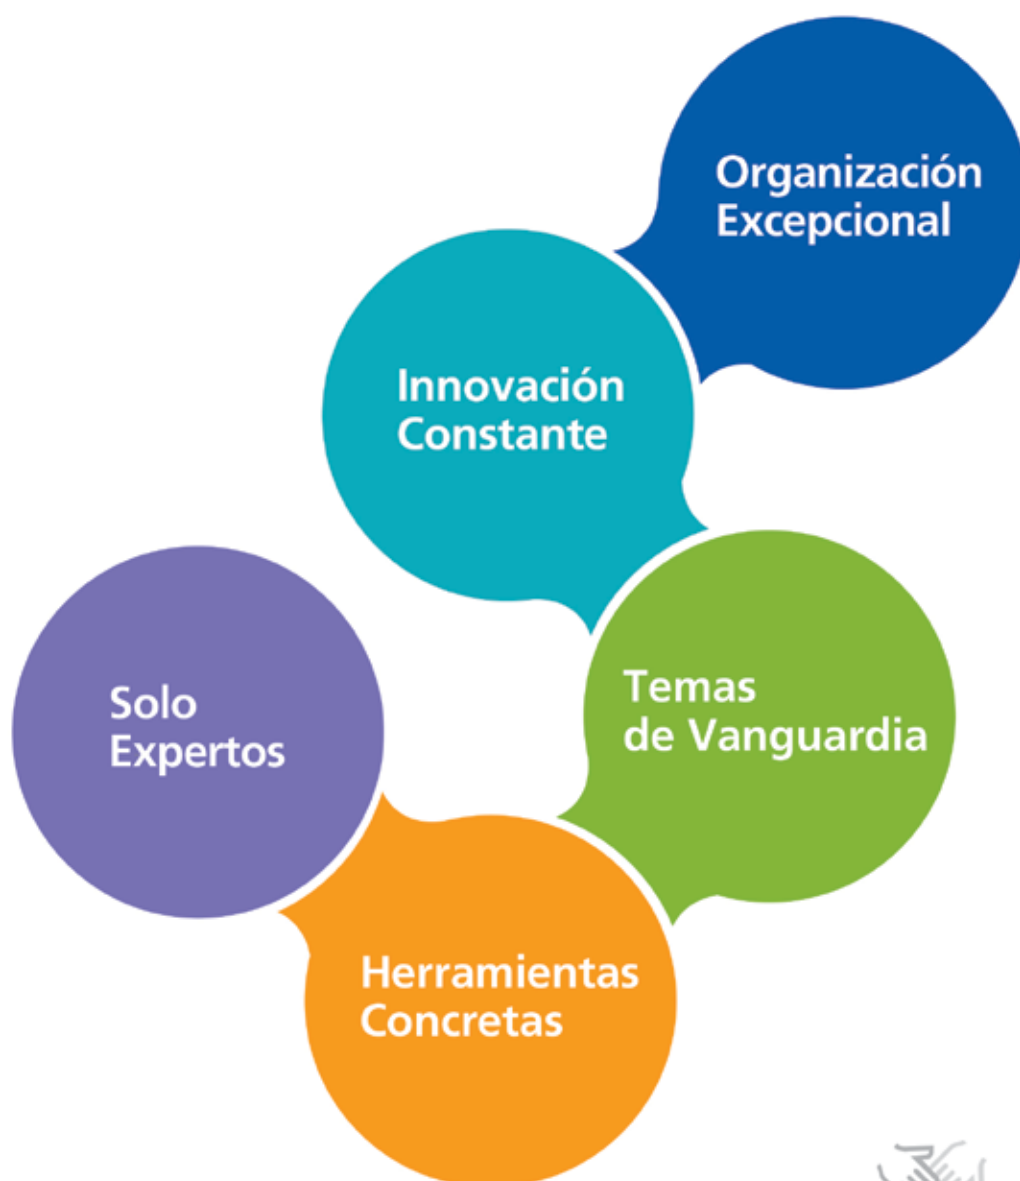 Organización
Excepcional
Innovación
Constante
Temas
de Vanguardia
Solo
Expertos
Herramientas
Concretas